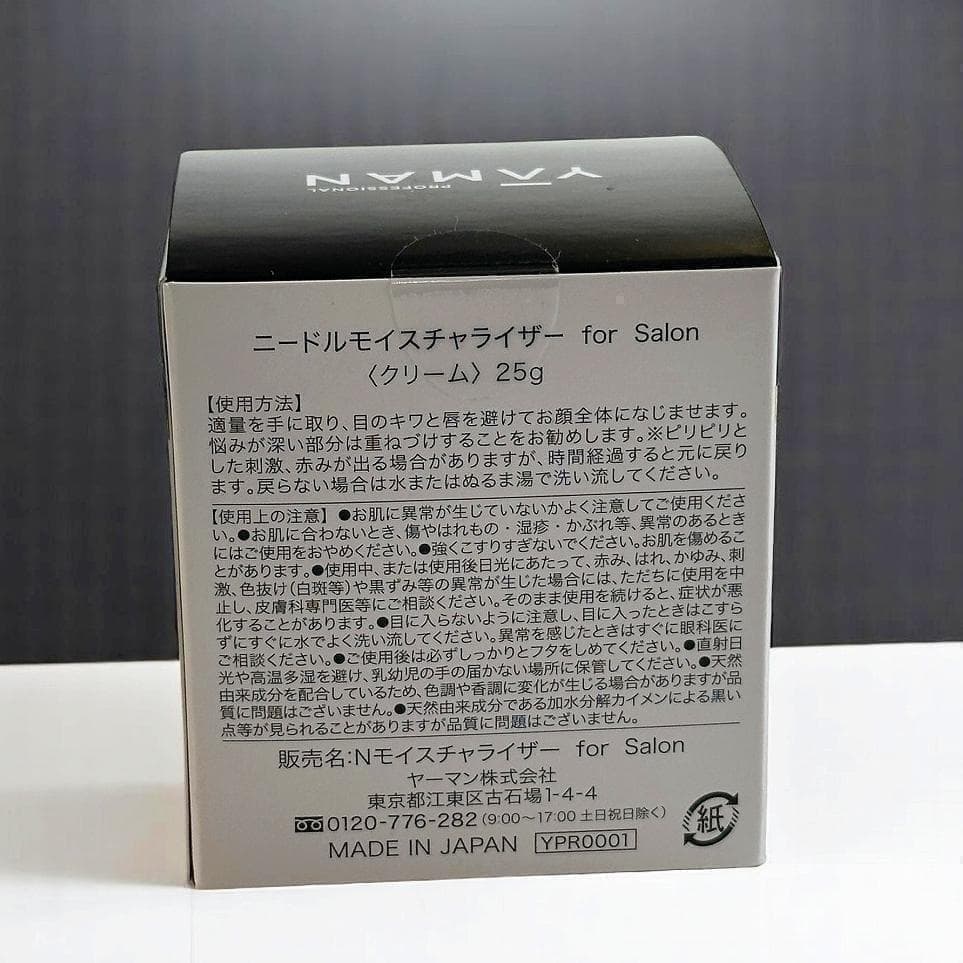 YAMAN
PROFESSIONAL
ニードルモイスチャライザー for Salon
〈クリーム〉25g
【使用方法】
適量を手に取り、目のキワと唇を避けてお顔全体になじませます。
悩みが深い部分は重ねづけすることをお勧めします。※ピリピリと
した刺激、赤みが出る場合がありますが、時間経過すると元に戻り
ます。戻らない場合は水またはぬるま湯で洗い流してください。
【使用上の注意】●お肌に異常が生じていないかよく注意してご使用くださ
い。●お肌に合わないとき、傷やはれもの・湿疹・かぶれ等、異常のあるとき
にはご使用をおやめください。●強くこすりすぎないでください。お肌を傷めるこ
とがあります。●使用中、または使用後日光にあたって、赤み、はれ、かゆみ、刺
激、色抜け(白斑等)や黒ずみ等の異常が生じた場合には、ただちに使用を中
止し、皮膚科専門医等にご相談ください。そのまま使用を続けると、症状が悪
化することがあります。●目に入らないように注意し、目に入ったときはこすら
ずにすぐに水でよく洗い流してください。異常を感じたときはすぐに眼科医に
ご相談ください。●ご使用後は必ずしっかりとフタをしめてください。●直射日
光や高温多湿を避け、乳幼児の手の届かない場所に保管してください。●天然
由来成分を配合しているため、色調や香調に変化が生じる場合がありますが品
質に問題はございません。●天然由来成分である加水分解カイメンによる黒い
点等が見られることがありますが品質に問題はございません。
販売名:Nモイスチャライザー for Salon
ヤーマン株式会社
東京都江東区古石場1-4-4
0120-776-282(9:00〜17:00 土日祝日除く)
MADE IN JAPAN YPR0001
紙